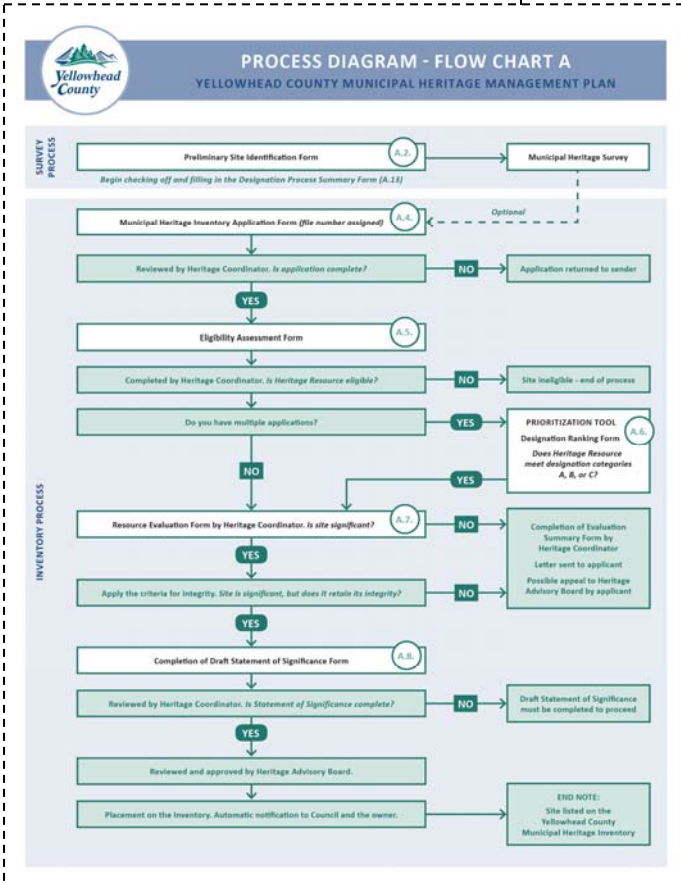 Yellowhead
County
PROCESS DIAGRAM - FLOW CHART A
YELLOWHEAD COUNTY MUNICIPAL HERITAGE MANAGEMENT PLAN
SURVEY
PROCESS
Preliminary Site Identification Form
A.2.
Municipal Heritage Survey
Begin checking off and filling in the Designation Process Summary Form (A.13)
Optional
INVENTORY PROCESS
Municipal Heritage Inventory Application Form (file number assigned)
A.4.
Reviewed by Heritage Coordinator. Is application complete?
NO
Application returned to sender
YES
Eligibility Assessment Form
A.5.
Completed by Heritage Coordinator. Is Heritage Resource eligible?
NO
Site ineligible - end of process
Do you have multiple applications?
YES
PRIORITIZATION TOOL
A.6.
Designation Ranking Form
Does Heritage Resource
meet designation categories
A, B, or C?
NO
YES
Resource Evaluation Form by Heritage Coordinator. Is site significant?
A.7.
NO
Completion of Evaluation
Summary Form by
Heritage Coordinator
Letter sent to applicant
Possible appeal to Heritage
Advisory Board by applicant
YES
Apply the criteria for integrity. Site is significant, but does it retain its integrity?
NO
YES
Completion of Draft Statement of Significance Form
A.8.
Reviewed by Heritage Coordinator. Is Statement of Significance complete?
NO
Draft Statement of Significance
must be completed to proceed
YES
Reviewed and approved by Heritage Advisory Board.
Placement on the Inventory. Automatic notification to Council and the owner.
END NOTE:
Site listed on the
Yellowhead County
Municipal Heritage Inventory